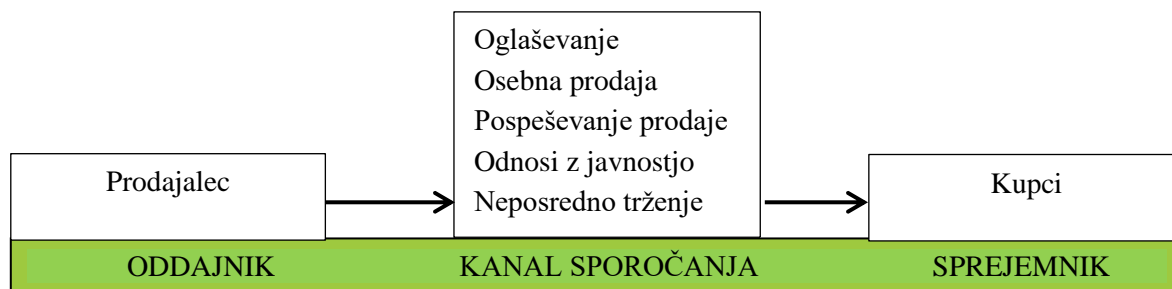 Prodajalec
Oglaševanje
Osebna prodaja
Pospeševanje prodaje
Odnosi z javnostjo
Neposredno trženje
Kupci
ODDAJNIK
KANAL SPOROČANJA
SPREJEMNIK